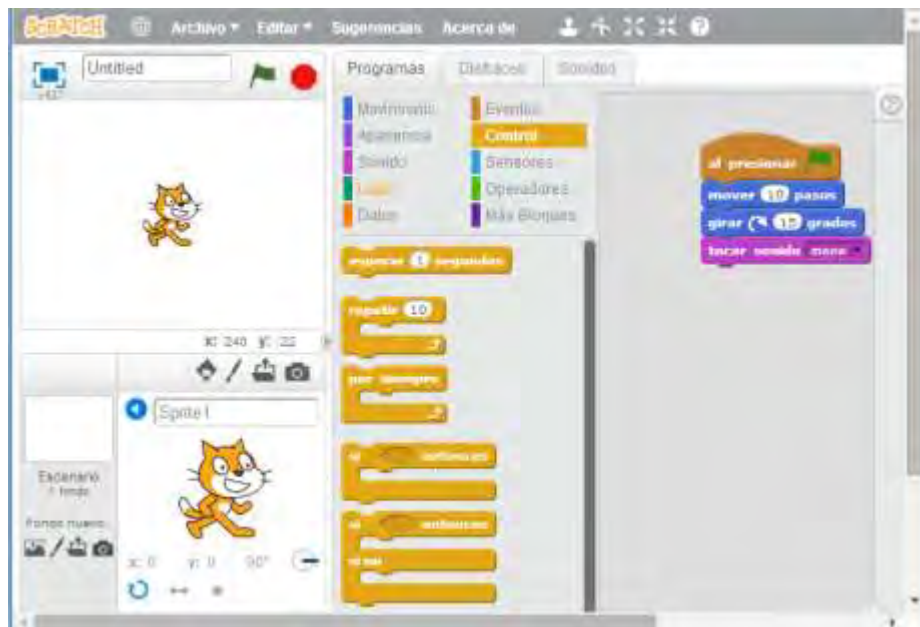 SCRATCH Archivo Editar Sugerencias Acerca de
Untitled
Programas Disfraces Sonidos
Movimiento Eventos
Apariencia Control
Sonido Sensores
Lápiz Operadores
Datos Más Bloques
al presionar
mover 10 pasos
girar 15 grados
tocar sonido
esperar 1 segundos
repetir 10
por siempre
si entonces
si entonces
si no
x: 240 y: 22
Sprite1
Escenario
1 fondo
Fondo nuevo:
x: 0 y: 0 90°